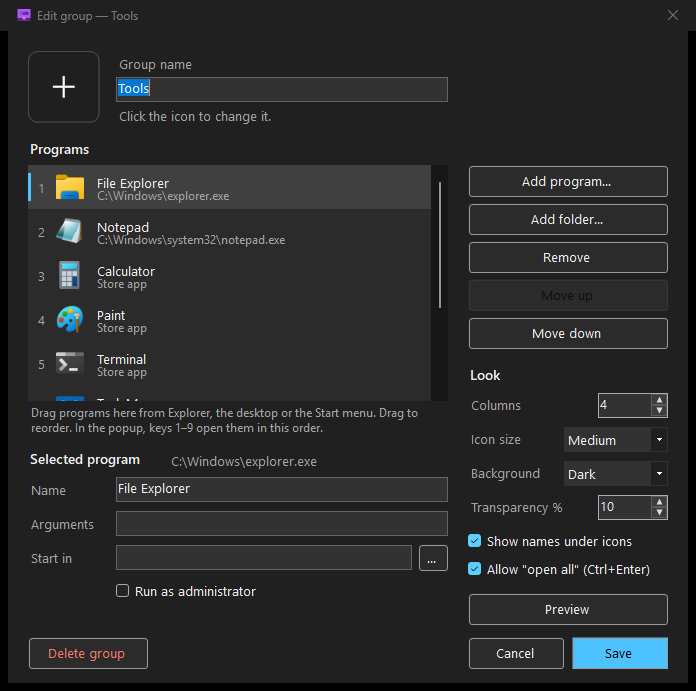 Edit group — Tools
Group name
Tools
Click the icon to change it.
Programs
1
File Explorer
C:\Windows\explorer.exe
2
Notepad
C:\Windows\system32\notepad.exe
3
Calculator
Store app
4
Paint
Store app
5
Terminal
Store app
Drag programs here from Explorer, the desktop or the Start menu. Drag to
reorder. In the popup, keys 1–9 open them in this order.
Add program...
Add folder...
Remove
Move up
Move down
Look
Columns 4
Icon size Medium
Background Dark
Transparency % 10
Show names under icons
Allow "open all" (Ctrl+Enter)
Preview
Selected program C:\Windows\explorer.exe
Name File Explorer
Arguments
Start in ...
Run as administrator
Delete group
Cancel
Save